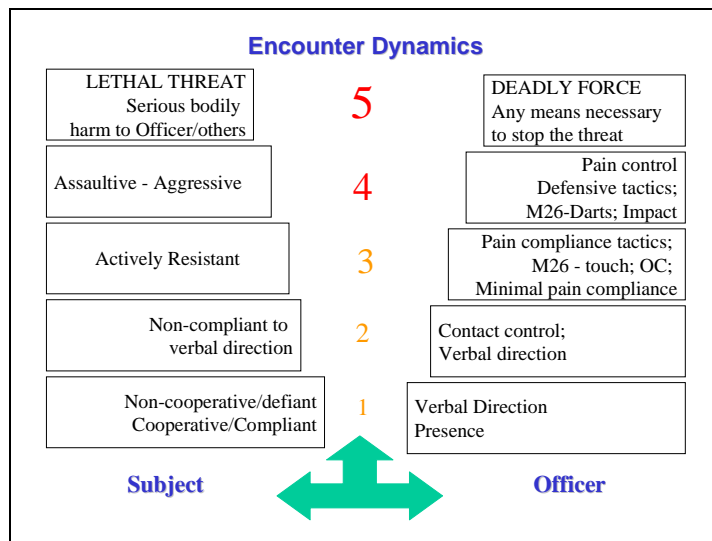 Encounter Dynamics
LETHAL THREAT
Serious bodily
harm to Officer/others
5
DEADLY FORCE
Any means necessary
to stop the threat
Assaultive - Aggressive
4
Pain control
Defensive tactics;
M26-Darts; Impact
Actively Resistant
3
Pain compliance tactics;
M26 - touch; OC;
Minimal pain compliance
Non-compliant to
verbal direction
2
Contact control;
Verbal direction
Non-cooperative/defiant
Cooperative/Compliant
1
Verbal Direction
Presence
Subject
Officer